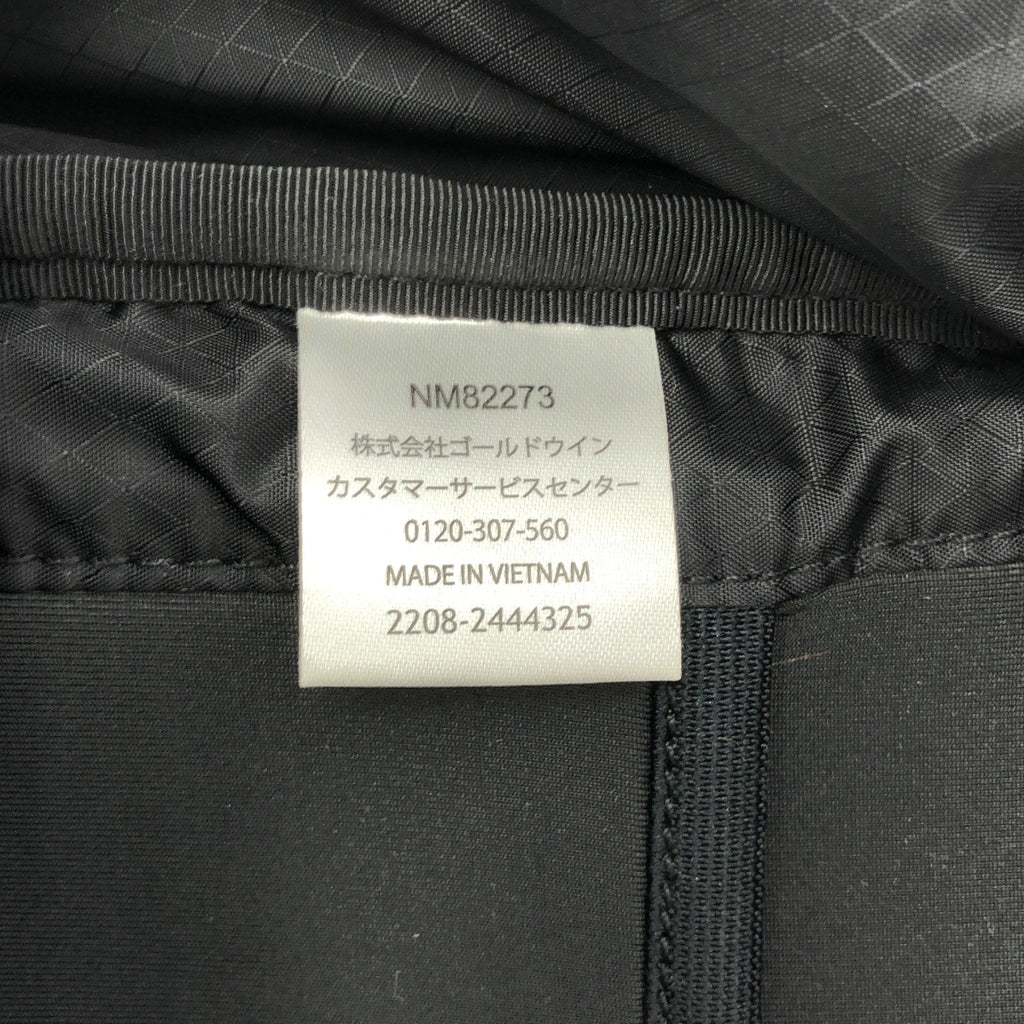 NM82273
株式会社ゴールドウイン
カスタマーサービスセンター
0120-307-560
MADE IN VIETNAM
2208-2444325